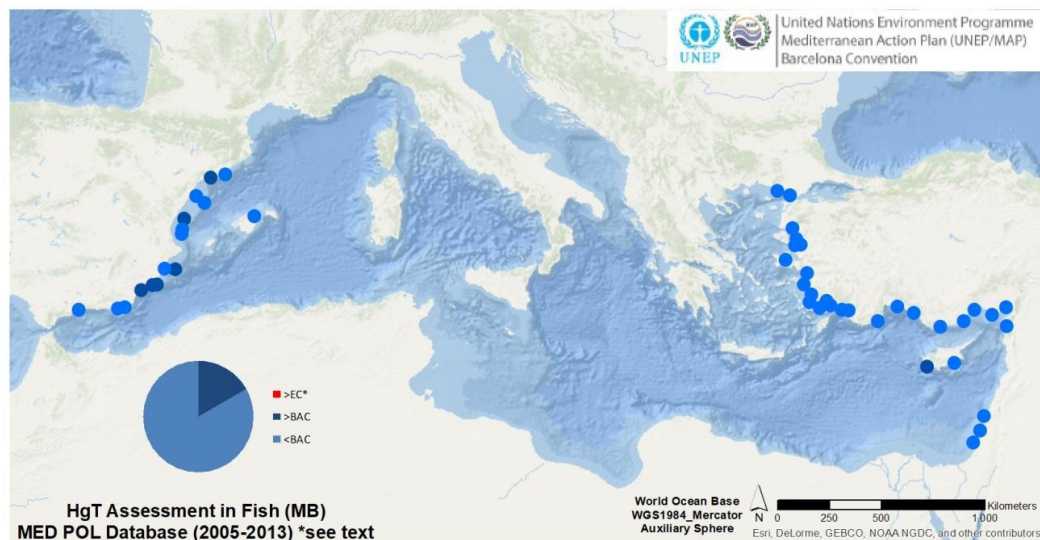 UNEP
MAP
United Nations Environment Programme
Mediterranean Action Plan (UNEP/MAP)
Barcelona Convention
>EC*
>BAC
<BAC
HgT Assessment in Fish (MB)
MED POL Database (2005-2013) *see text
World Ocean Base
WGS1984_Mercator
Auxiliary Sphere
N
Kilometers
0 250 500 1,000
Esri, DeLorme, GEBCO, NOAA NGDC, and other contributors